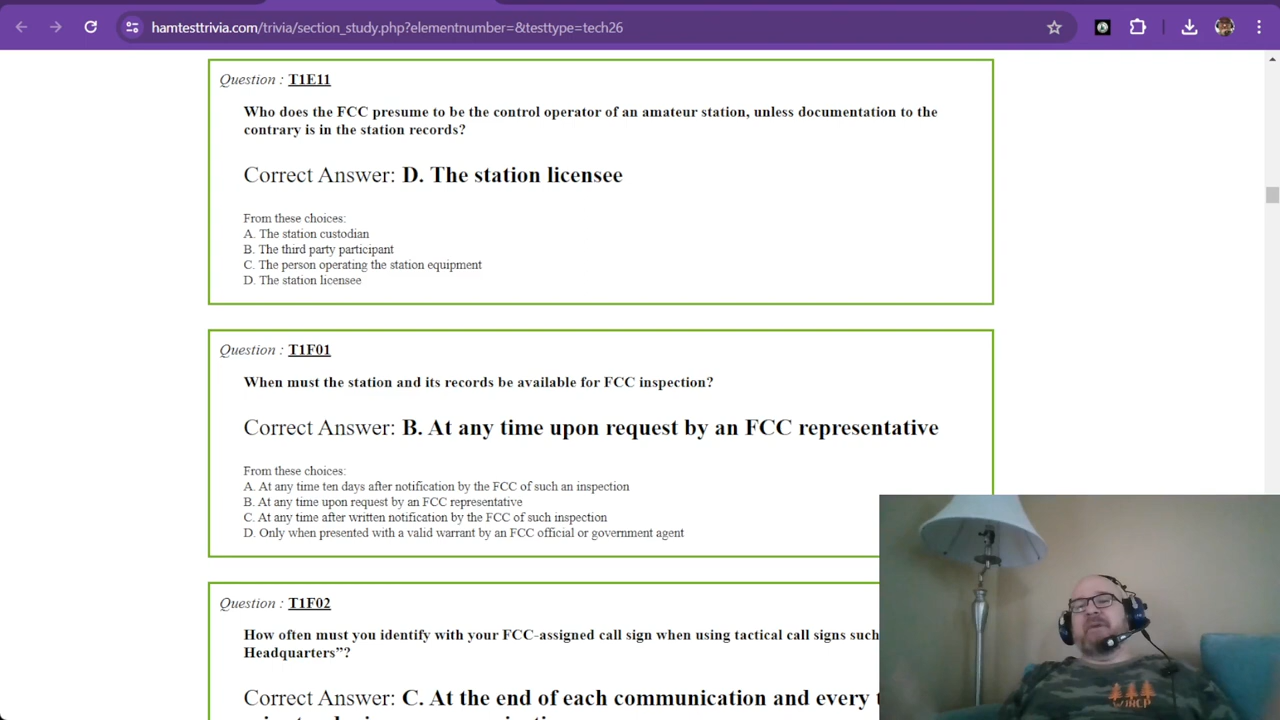 hamtesttrivia.com/trivia/section_study.php?elementnumber=&testtype=tech26
Question : T1E11
Who does the FCC presume to be the control operator of an amateur station, unless documentation to the
contrary is in the station records?
Correct Answer: D. The station licensee
From these choices:
A. The station custodian
B. The third party participant
C. The person operating the station equipment
D. The station licensee
Question : T1F01
When must the station and its records be available for FCC inspection?
Correct Answer: B. At any time upon request by an FCC representative
From these choices:
A. At any time ten days after notification by the FCC of such an inspection
B. At any time upon request by an FCC representative
C. At any time after written notification by the FCC of such inspection
D. Only when presented with a valid warrant by an FCC official or government agent
Question : T1F02
How often must you identify with your FCC-assigned call sign when using tactical call signs such
Headquarters”?
Correct Answer: C. At the end of each communication and every